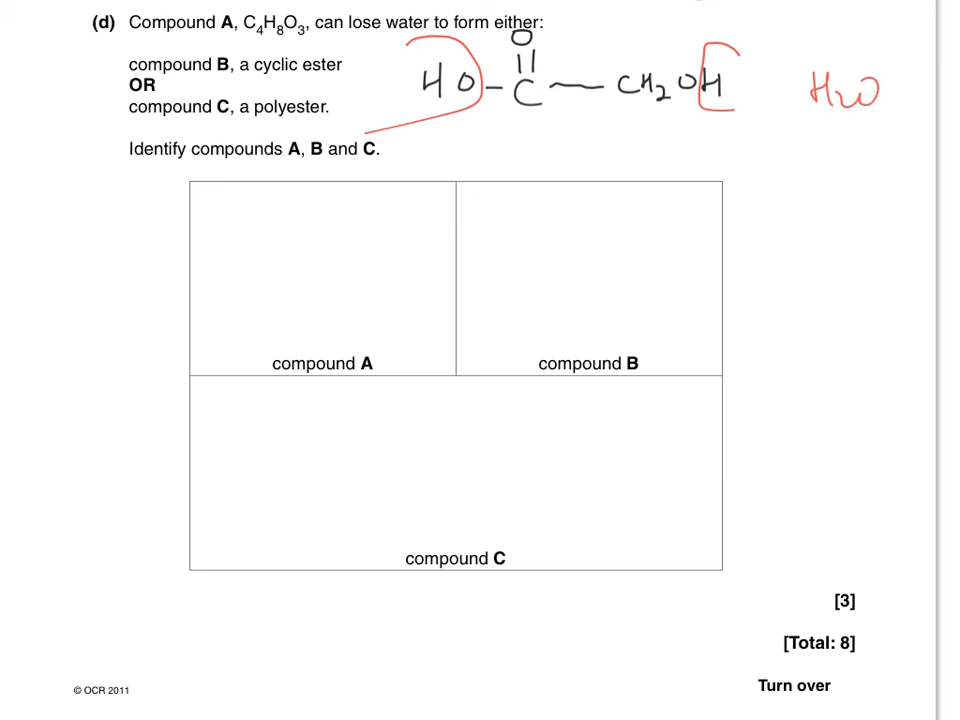 (d) Compound A, C₄H₈O₃, can lose water to form either:
O
compound B, a cyclic ester
HO – C — CH₂OH H₂O
OR
compound C, a polyester.
Identify compounds A, B and C.
compound A
compound B
compound C
[3]
[Total: 8]
© OCR 2011
Turn over